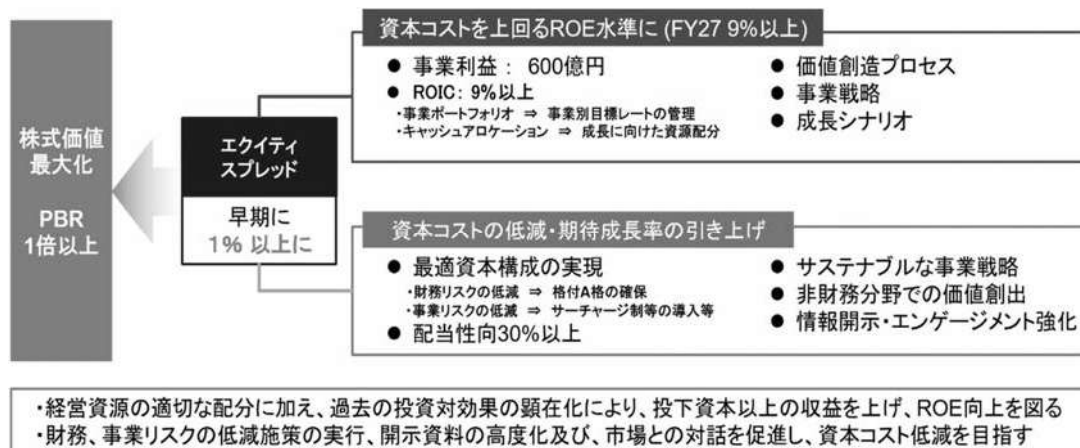 株式価値
最大化
PBR
1倍以上
エクイティ
スプレッド
早期に
1% 以上に
資本コストを上回るROE水準に (FY27 9%以上)
● 事業利益： 600億円
● ROIC： 9%以上
・事業ポートフォリオ ⇒ 事業別目標レートの管理
・キャッシュアロケーション ⇒ 成長に向けた資源配分
● 価値創造プロセス
● 事業戦略
● 成長シナリオ
資本コストの低減・期待成長率の引き上げ
● 最適資本構成の実現
・財務リスクの低減 ⇒ 格付A格の確保
・事業リスクの低減 ⇒ サーチャージ制等の導入等
● 配当性向30%以上
● サステナブルな事業戦略
● 非財務分野での価値創出
● 情報開示・エンゲージメント強化
・経営資源の適切な配分に加え、過去の投資対効果の顕在化により、投下資本以上の収益を上げ、ROE向上を図る
・財務、事業リスクの低減施策の実行、開示資料の高度化及び、市場との対話を促進し、資本コスト低減を目指す